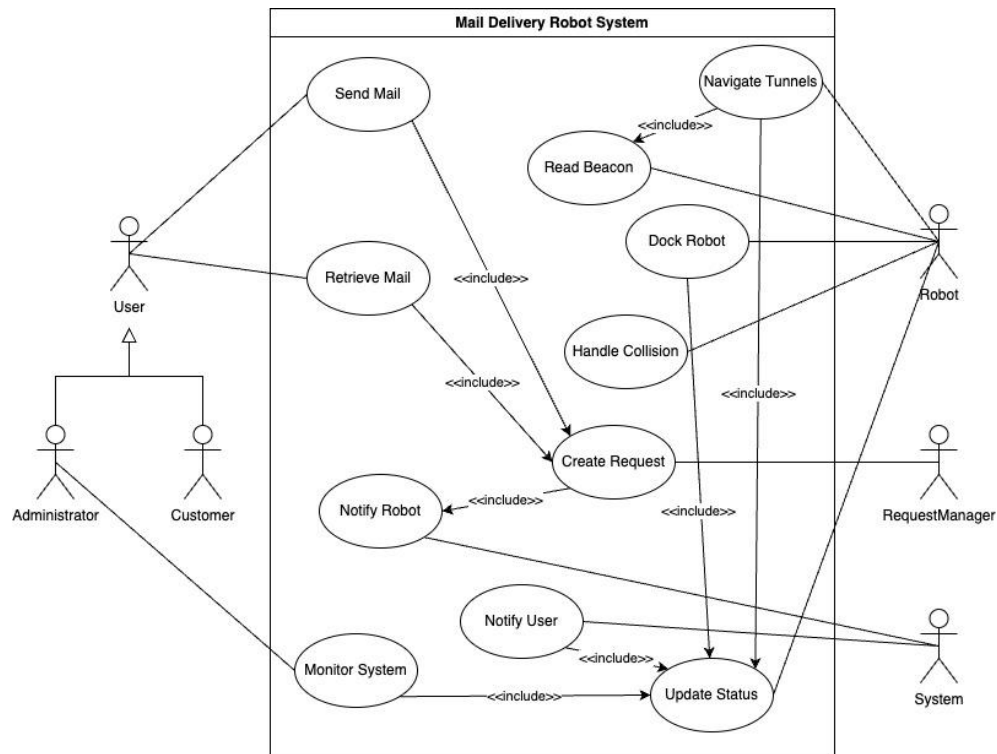 Mail Delivery Robot System
Send Mail
Navigate Tunnels
<<include>>
Read Beacon
Dock Robot
User
Retrieve Mail
<<include>>
Robot
Handle Collision
<<include>>
<<include>>
Administrator
Customer
Create Request
RequestManager
<<include>>
Notify Robot
<<include>>
Notify User
<<include>>
Monitor System
<<include>>
Update Status
System